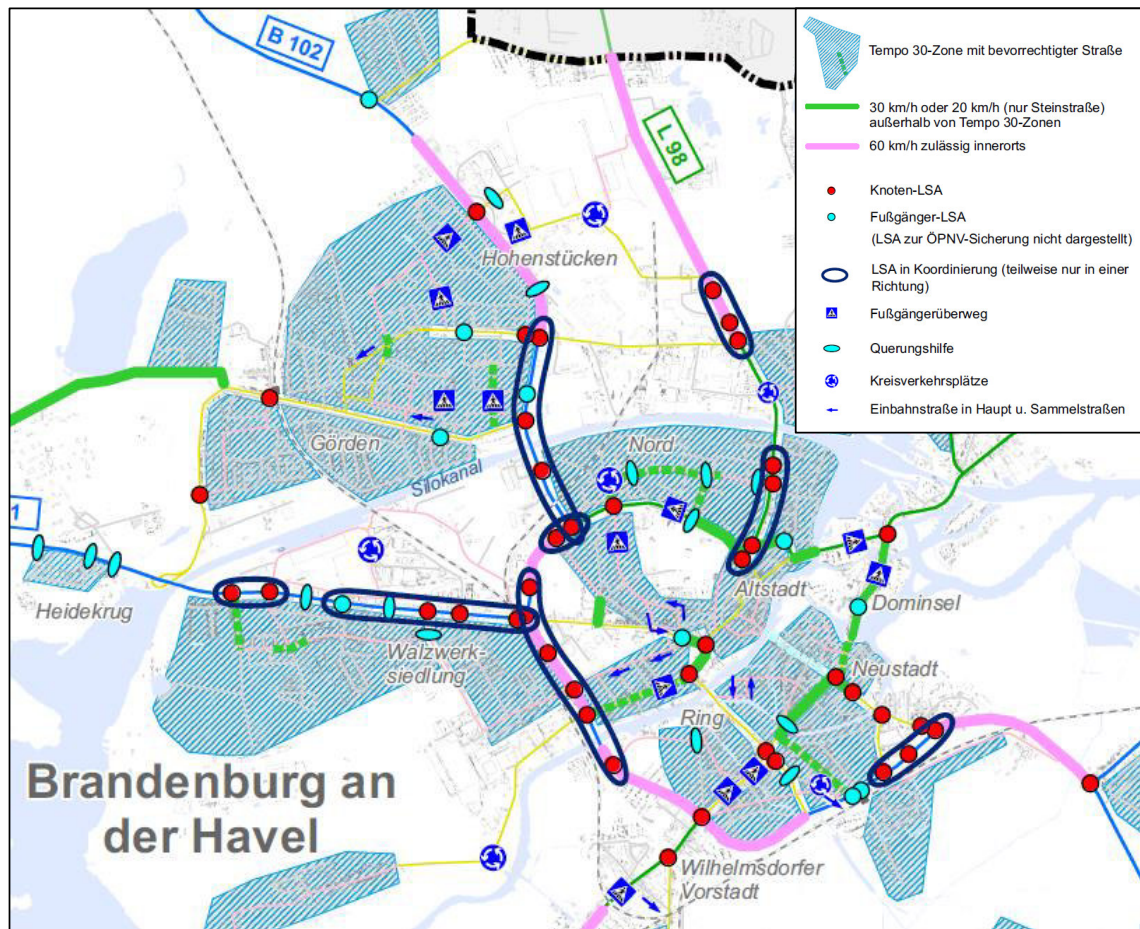 B 102
L 98
Tempo 30-Zone mit bevorrechtigter Straße
30 km/h oder 20 km/h (nur Steinstraße)
außerhalb von Tempo 30-Zonen
60 km/h zulässig innerorts
Knoten-LSA
Fußgänger-LSA
(LSA zur ÖPNV-Sicherung nicht dargestellt)
LSA in Koordinierung (teilweise nur in einer
Richtung)
Fußgängerüberweg
Querungshilfe
Kreisverkehrsplätze
Einbahnstraße in Haupt u. Sammelstraßen
Hohenstücken
Görden
Silokanal
Nord
1
Heidekrug
Walzwerk-
siedlung
Altstadt
Dominsel
Neustadt
Ring
Brandenburg an
der Havel
Wilhelmsdorfer
Vorstadt